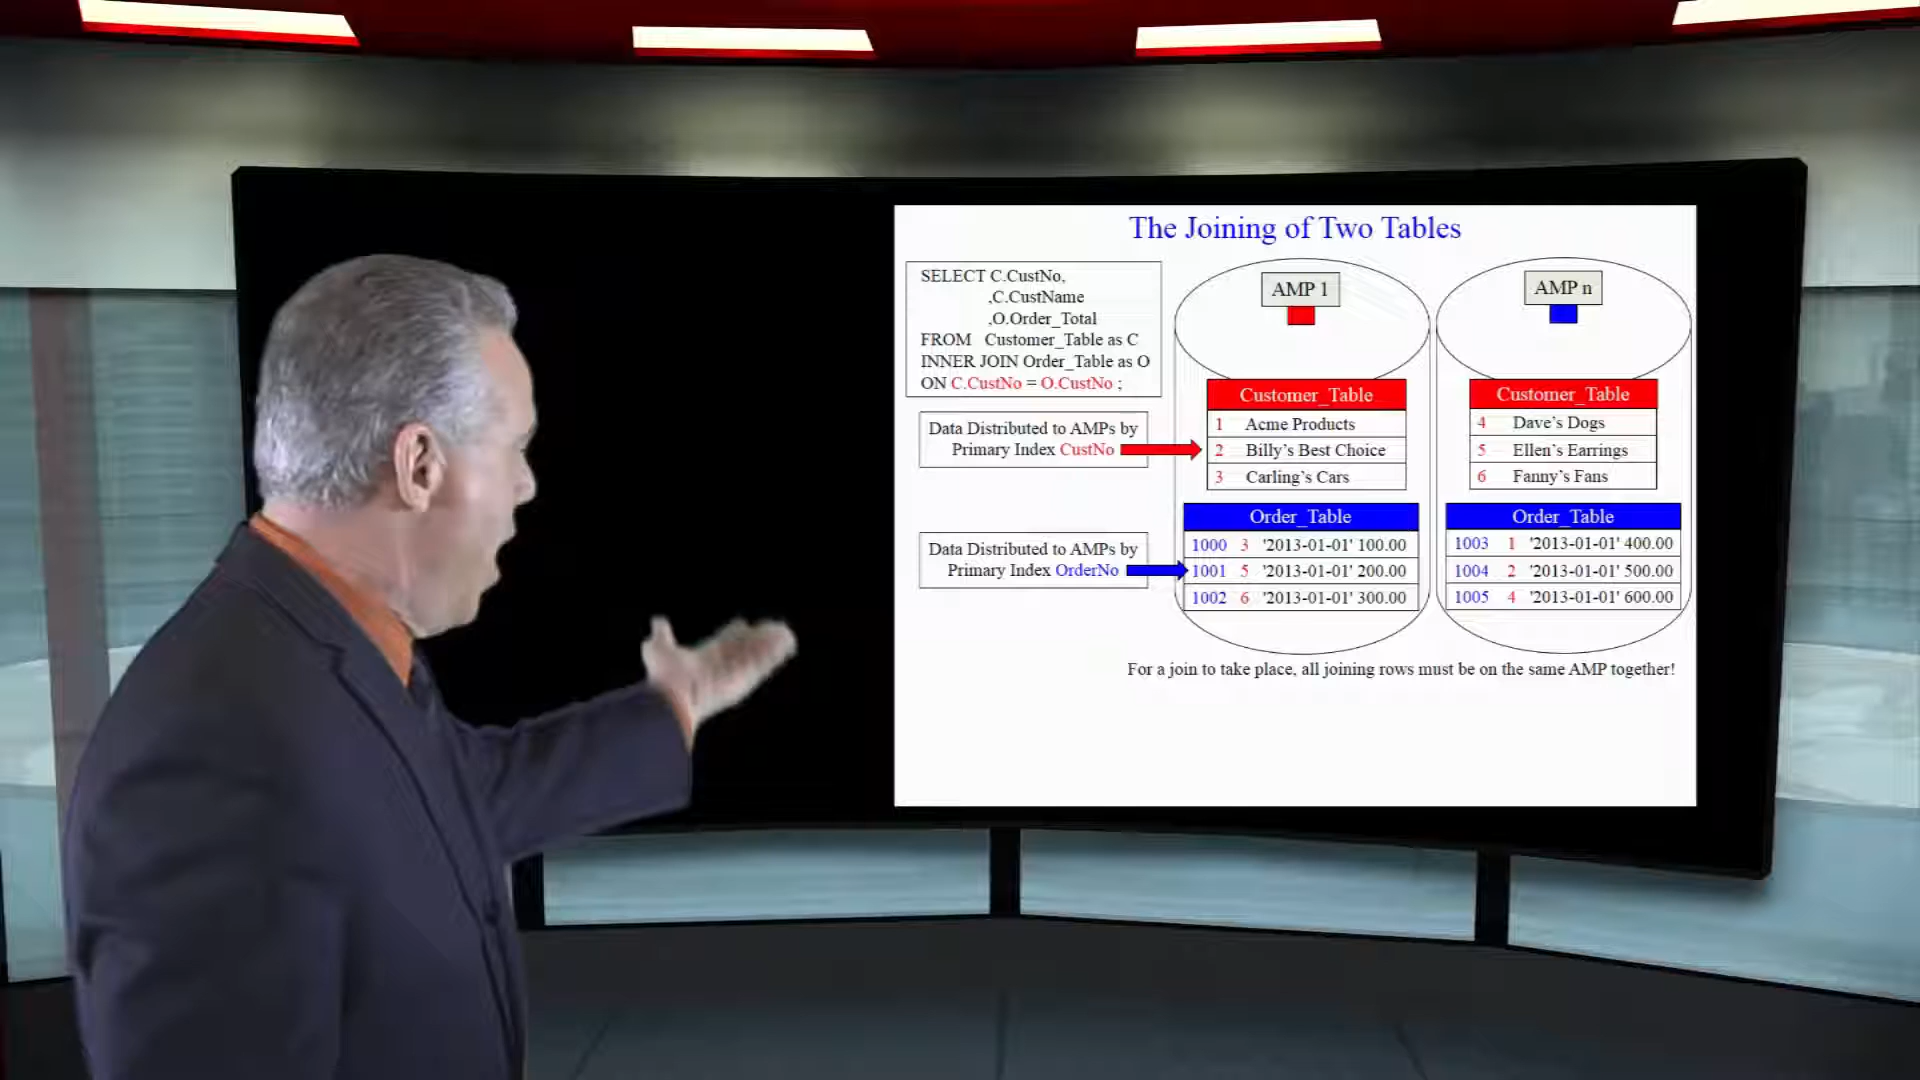 The Joining of Two Tables
SELECT C.CustNo,
,C.CustName
,O.Order_Total
FROM Customer_Table as C
INNER JOIN Order_Table as O
ON C.CustNo = O.CustNo ;
Data Distributed to AMPs by
Primary Index CustNo
Data Distributed to AMPs by
Primary Index OrderNo
AMP 1
Customer_Table
1 Acme Products
2 Billy's Best Choice
3 Carling's Cars
Order_Table
1000 3 '2013-01-01' 100.00
1001 5 '2013-01-01' 200.00
1002 6 '2013-01-01' 300.00
AMP n
Customer_Table
4 Dave's Dogs
5 Ellen's Earrings
6 Fanny's Fans
Order_Table
1003 1 '2013-01-01' 400.00
1004 2 '2013-01-01' 500.00
1005 4 '2013-01-01' 600.00
For a join to take place, all joining rows must be on the same AMP together!